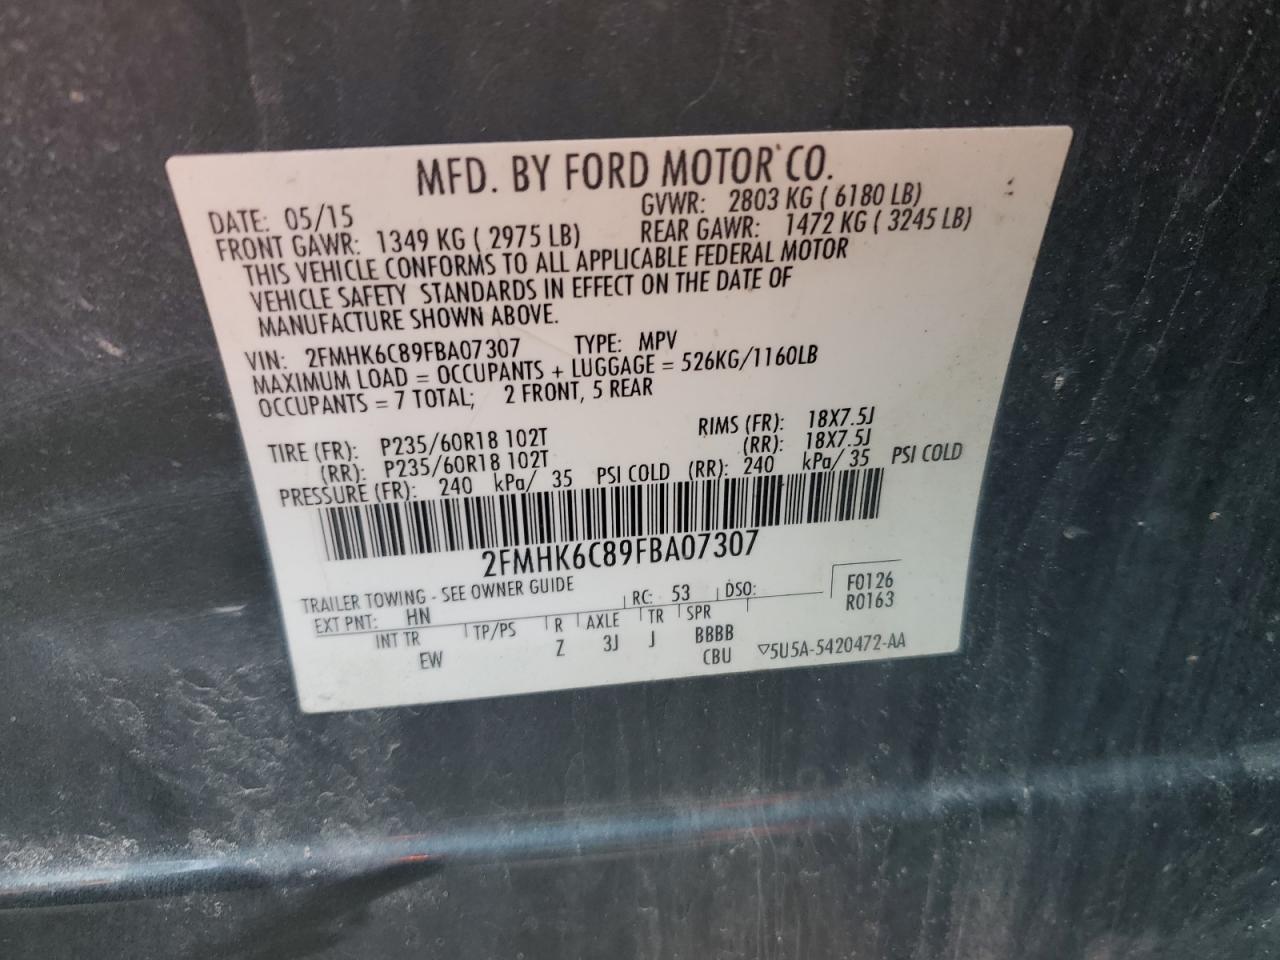 MFD. BY FORD MOTOR CO.
DATE: 05/15 GVWR: 2803 KG ( 6180 LB)
FRONT GAWR: 1349 KG ( 2975 LB) REAR GAWR: 1472 KG ( 3245 LB)
THIS VEHICLE CONFORMS TO ALL APPLICABLE FEDERAL MOTOR
VEHICLE SAFETY STANDARDS IN EFFECT ON THE DATE OF
MANUFACTURE SHOWN ABOVE.
VIN: 2FMHK6C89FBA07307 TYPE: MPV
MAXIMUM LOAD = OCCUPANTS + LUGGAGE = 526KG/1160LB
OCCUPANTS = 7 TOTAL; 2 FRONT, 5 REAR
TIRE (FR): P235/60R18 102T RIMS (FR): 18X7.5J
(RR): P235/60R18 102T (RR): 18X7.5J
PRESSURE (FR): 240 kPa/ 35 PSI COLD (RR): 240 kPa/ 35 PSI COLD
2FMHK6C89FBA07307
TRAILER TOWING - SEE OWNER GUIDE
EXT PNT: HN RC: 53 DSO: F0126
R0163
INT TR TP/PS R AXLE TR SPR
EW Z 3J J BBBB
CBU ▽5U5A-5420472-AA